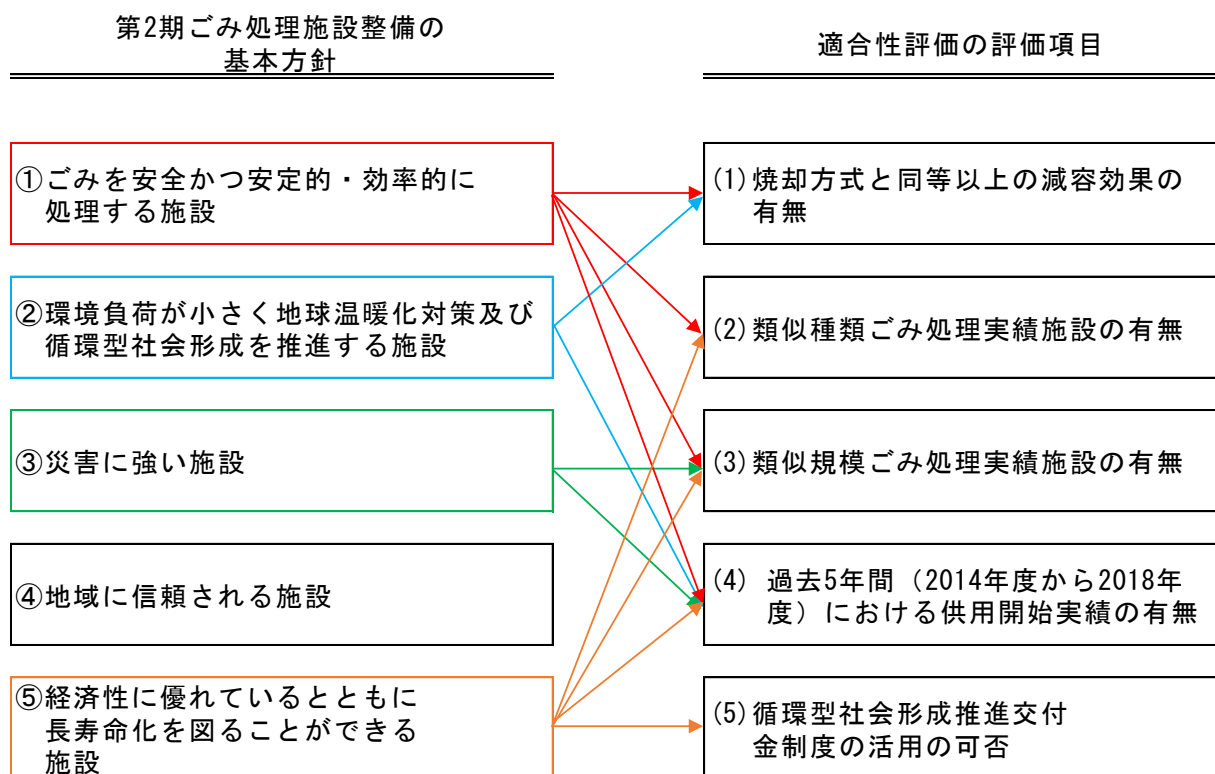 第2期ごみ処理施設整備の
基本方針
適合性評価の評価項目
①ごみを安全かつ安定的・効率的に
処理する施設
(1)焼却方式と同等以上の減容効果の
有無
②環境負荷が小さく地球温暖化対策及び
循環型社会形成を推進する施設
(2)類似種類ごみ処理実績施設の有無
③災害に強い施設
(3)類似規模ごみ処理実績施設の有無
④地域に信頼される施設
(4) 過去5年間（2014年度から2018年
度）における供用開始実績の有無
⑤経済性に優れているとともに
長寿命化を図ることができる
施設
(5)循環型社会形成推進交付
金制度の活用の可否